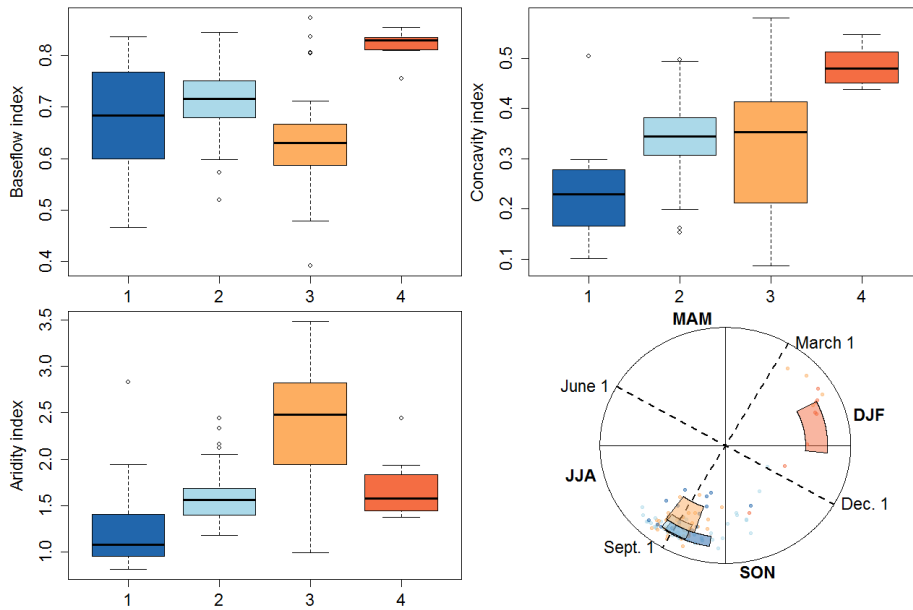 Baseflow index
0.8
0.7
0.6
0.5
0.4
1 2 3 4
Concavity index
0.5
0.4
0.3
0.2
0.1
1 2 3 4
Aridity index
3.5
3.0
2.5
2.0
1.5
1.0
1 2 3 4
MAM
March 1
June 1
DJF
JJA
Dec. 1
Sept. 1
SON